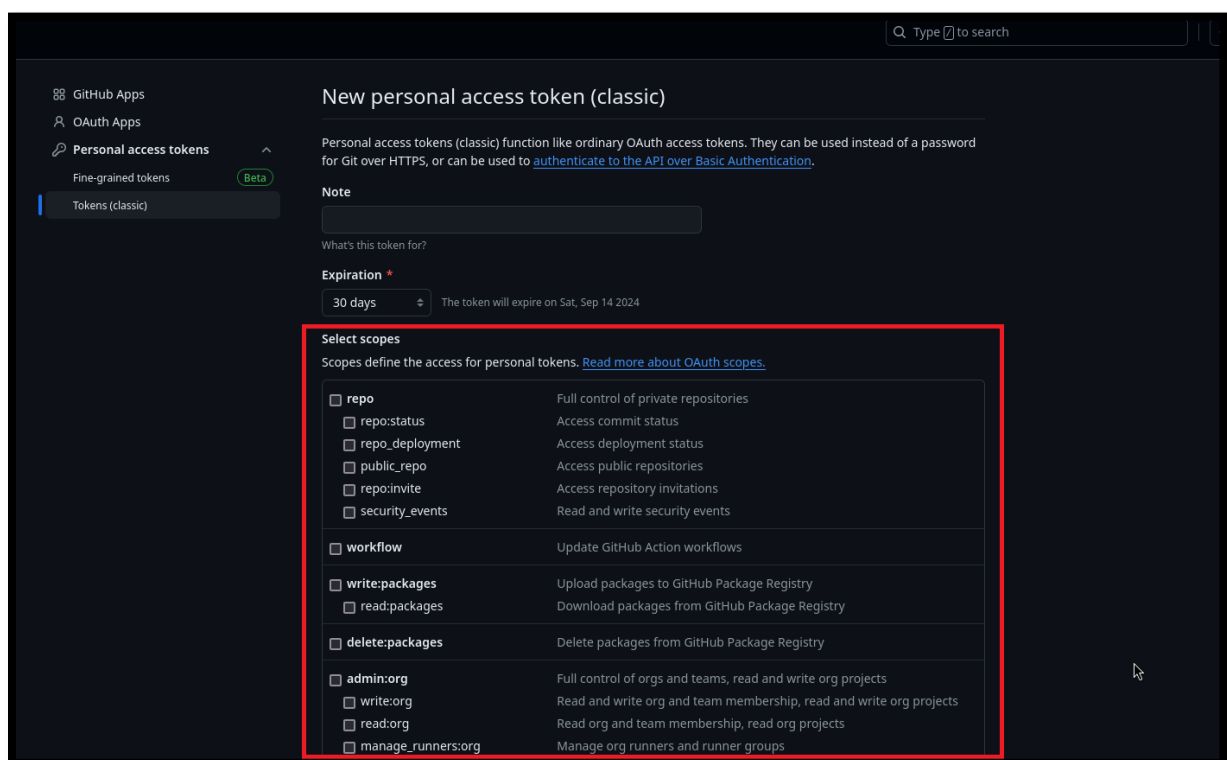 Type / to search
GitHub Apps
OAuth Apps
Personal access tokens
Fine-grained tokens Beta
Tokens (classic)
New personal access token (classic)
Personal access tokens (classic) function like ordinary OAuth access tokens. They can be used instead of a password
for Git over HTTPS, or can be used to authenticate to the API over Basic Authentication.
Note
What's this token for?
Expiration *
30 days The token will expire on Sat, Sep 14 2024
Select scopes
Scopes define the access for personal tokens. Read more about OAuth scopes.
repo Full control of private repositories
repo:status Access commit status
repo_deployment Access deployment status
public_repo Access public repositories
repo:invite Access repository invitations
security_events Read and write security events
workflow Update GitHub Action workflows
write:packages Upload packages to GitHub Package Registry
read:packages Download packages from GitHub Package Registry
delete:packages Delete packages from GitHub Package Registry
admin:org Full control of orgs and teams, read and write org projects
write:org Read and write org and team membership, read and write org projects
read:org Read org and team membership, read org projects
manage_runners:org Manage org runners and runner groups